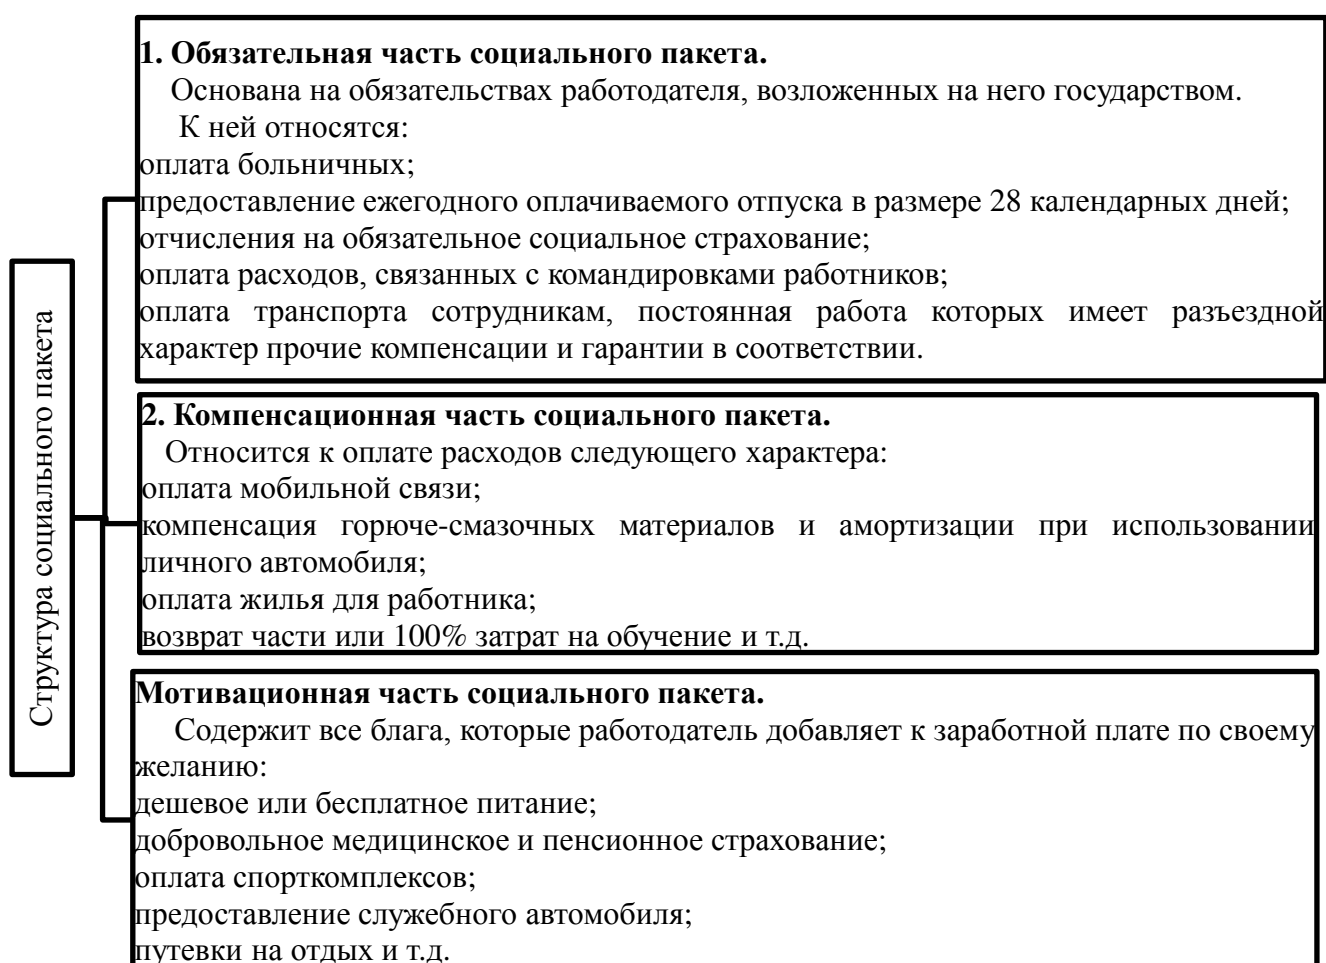 Структура социального пакета
1. Обязательная часть социального пакета.
Основана на обязательствах работодателя, возложенных на него государством.
К ней относятся:
оплата больничных;
предоставление ежегодного оплачиваемого отпуска в размере 28 календарных дней;
отчисления на обязательное социальное страхование;
оплата расходов, связанных с командировками работников;
оплата транспорта сотрудникам, постоянная работа которых имеет разъездной
характер прочие компенсации и гарантии в соответствии.
2. Компенсационная часть социального пакета.
Относится к оплате расходов следующего характера:
оплата мобильной связи;
компенсация горюче-смазочных материалов и амортизации при использовании
личного автомобиля;
оплата жилья для работника;
возврат части или 100% затрат на обучение и т.д.
Мотивационная часть социального пакета.
Содержит все блага, которые работодатель добавляет к заработной плате по своему
желанию:
дешевое или бесплатное питание;
добровольное медицинское и пенсионное страхование;
оплата спорткомплексов;
предоставление служебного автомобиля;
путевки на отдых и т.д.